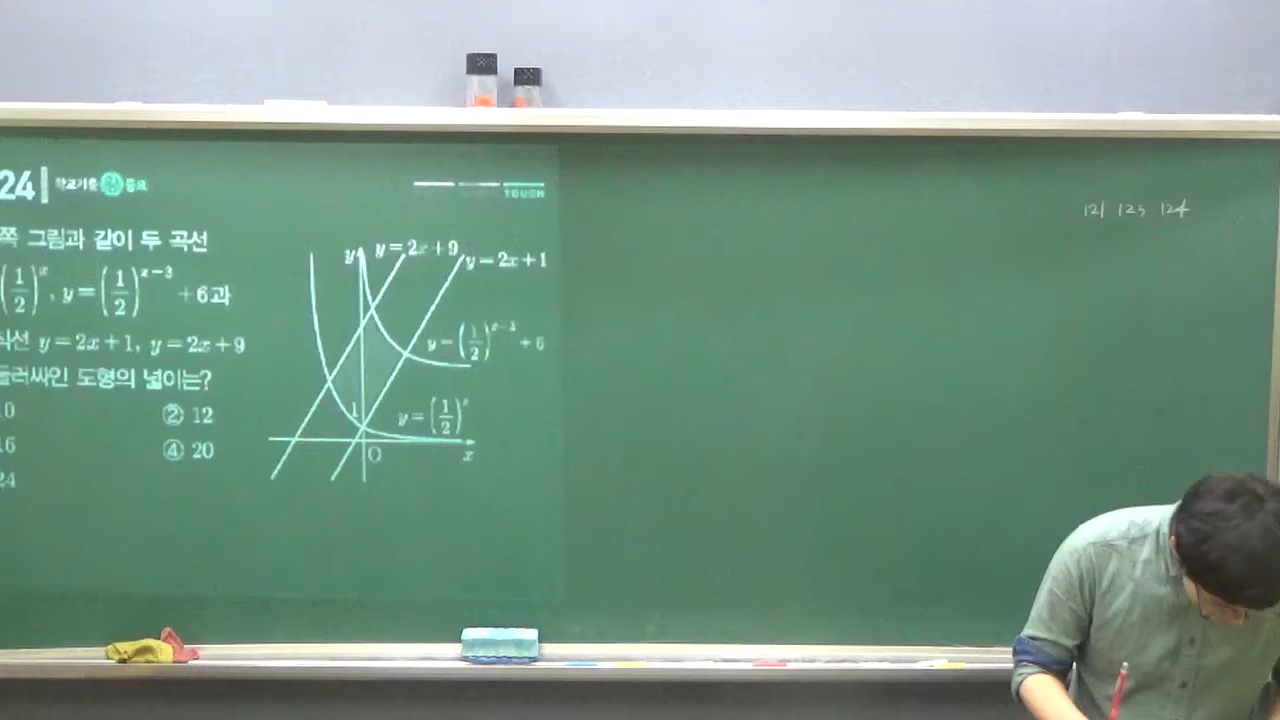 24 학교기출 중요
TOUGH
쪽 그림과 같이 두 곡선
(1/2)^x, y=(1/2)^{x-3}+6과
직선 y=2x+1, y=2x+9
둘러싸인 도형의 넓이는?
② 12
16
④ 20
24
y y=2x+9 y=2x+1
y=(1/2)^{x-3}+6
1 y=(1/2)^x
O x
121 123 124